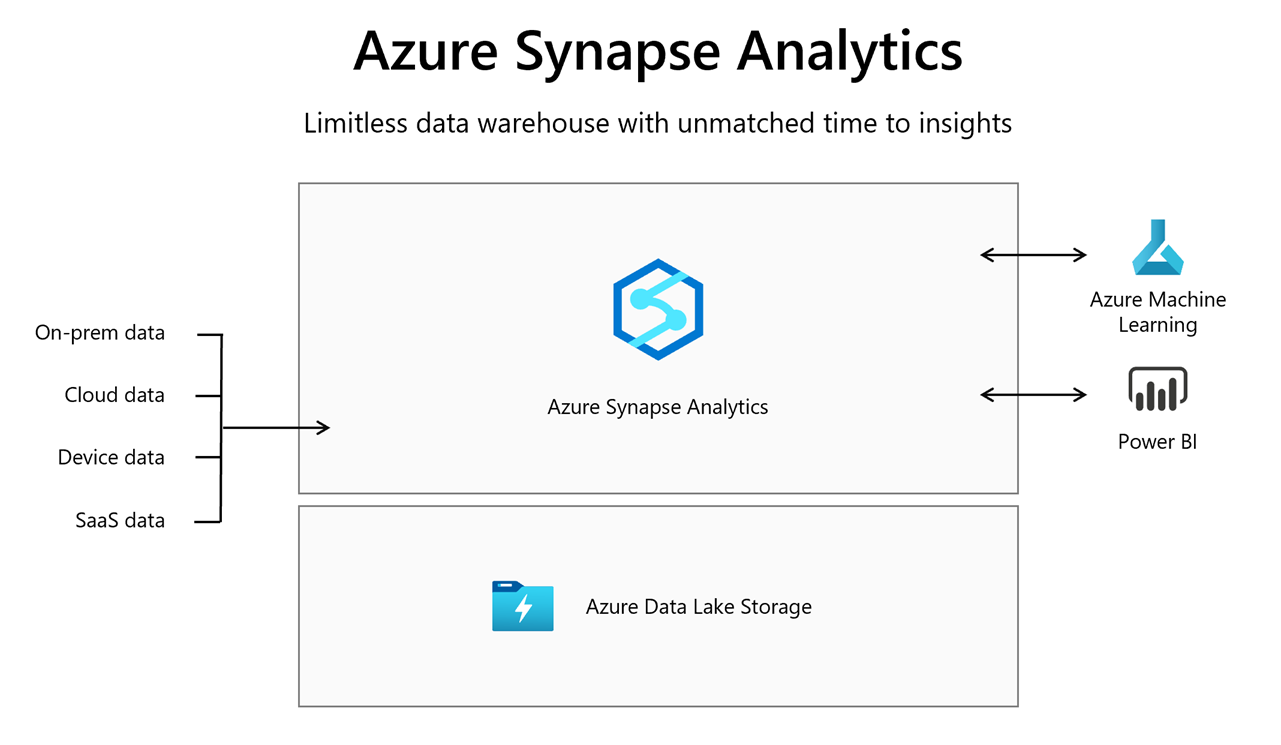 Azure Synapse Analytics
Limitless data warehouse with unmatched time to insights
On-prem data
Cloud data
Device data
SaaS data
Azure Synapse Analytics
Azure Machine
Learning
Power BI
Azure Data Lake Storage